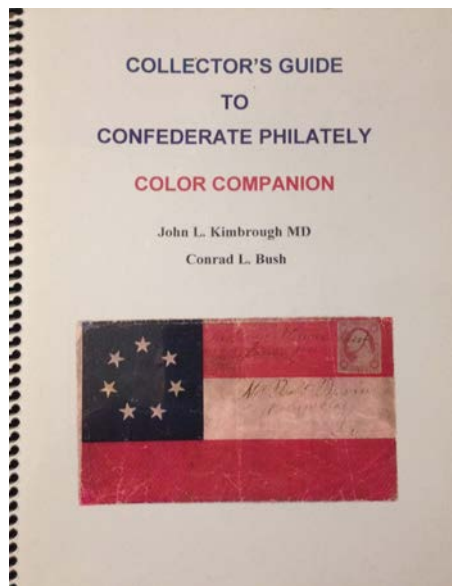 COLLECTOR'S GUIDE
TO
CONFEDERATE PHILATELY
COLOR COMPANION
John L. Kimbrough MD
Conrad L. Bush